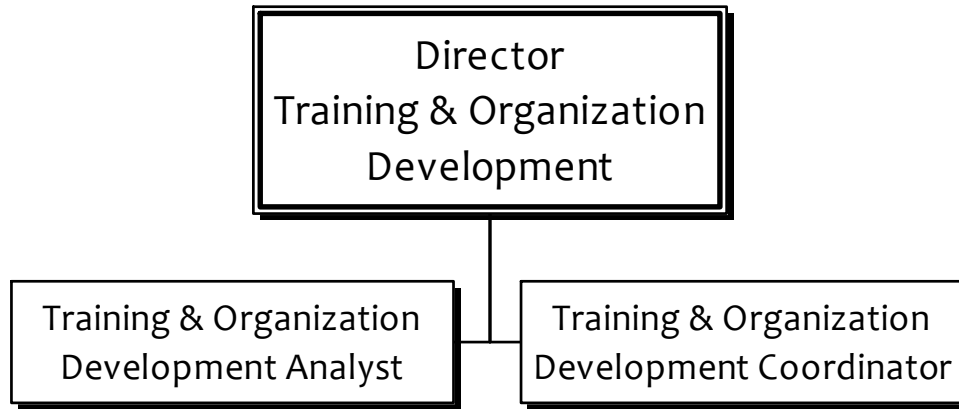 Director
Training & Organization
Development
Training & Organization
Development Analyst
Training & Organization
Development Coordinator